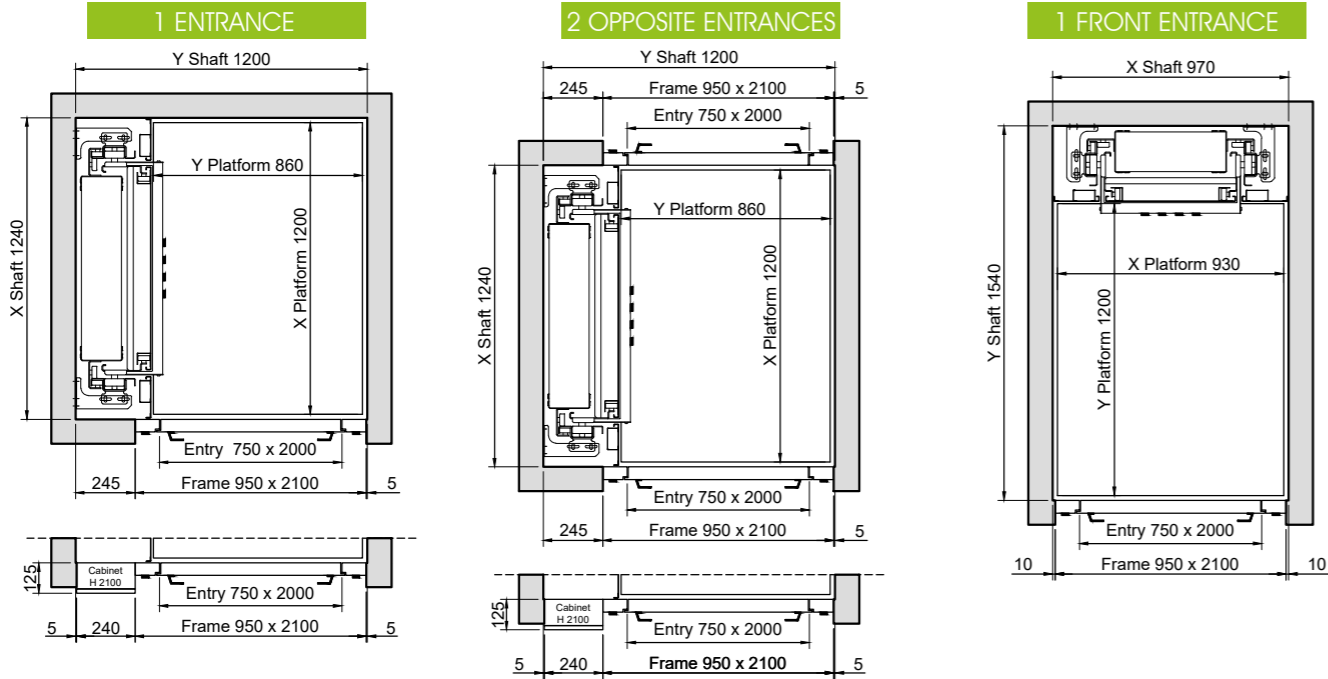 1 ENTRANCE
Y Shaft 1200
Y Platform 860
X Shaft 1240
X Platform 1200
Entry 750 x 2000
245
Frame 950 x 2100
5
125
Cabinet
H 2100
Entry 750 x 2000
5
240
Frame 950 x 2100
5
2 OPPOSITE ENTRANCES
Y Shaft 1200
245
Frame 950 x 2100
5
Entry 750 x 2000
Y Platform 860
X Shaft 1240
X Platform 1200
Entry 750 x 2000
245
Frame 950 x 2100
5
125
Cabinet
H 2100
Entry 750 x 2000
5
240
Frame 950 x 2100
5
1 FRONT ENTRANCE
X Shaft 970
Y Shaft 1540
X Platform 930
Y Platform 1200
Entry 750 x 2000
10
Frame 950 x 2100
10